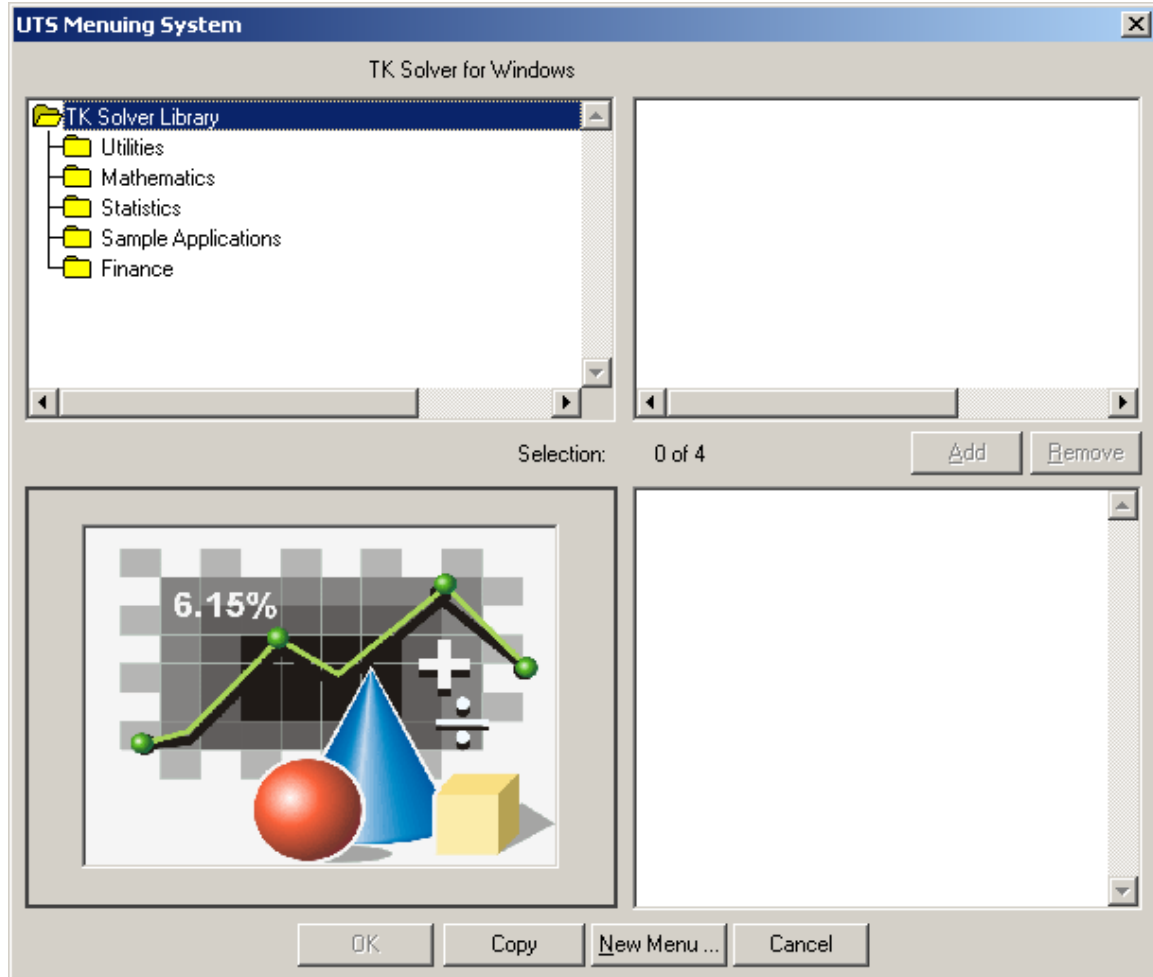 UTS Menuing System
TK Solver for Windows
TK Solver Library
Utilities
Mathematics
Statistics
Sample Applications
Finance
Selection: 0 of 4
Add
Remove
6.15%
OK
Copy
New Menu ...
Cancel